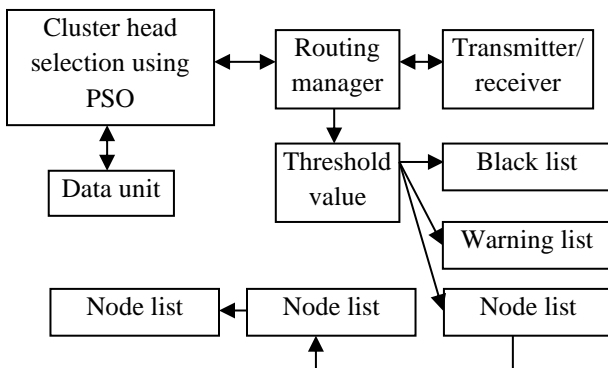 Cluster head
selection using
PSO
Routing
manager
Transmitter/
receiver
Data unit
Threshold
value
Black list
Warning list
Node list
Node list
Node list